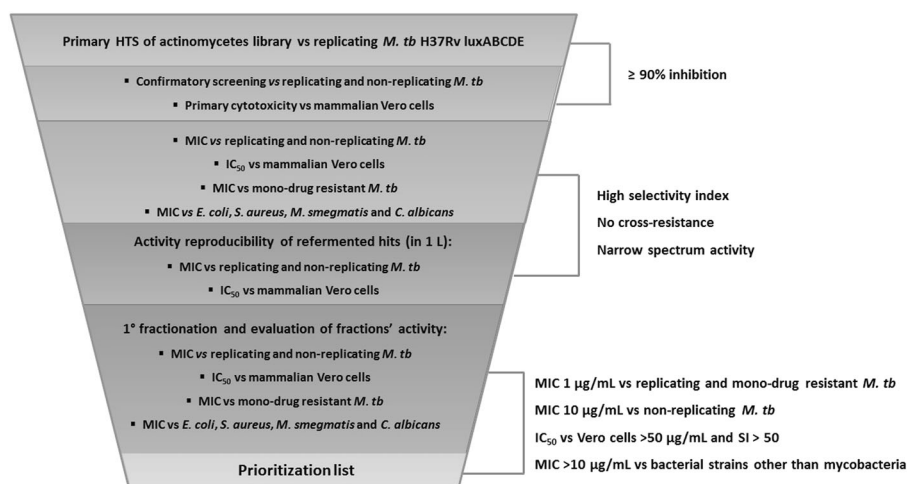 Primary HTS of actinomycetes library vs replicating M. tb H37Rv luxABCDE
▪ Confirmatory screening vs replicating and non-replicating M. tb
▪ Primary cytotoxicity vs mammalian Vero cells
≥ 90% inhibition
▪ MIC vs replicating and non-replicating M. tb
▪ IC50 vs mammalian Vero cells
▪ MIC vs mono-drug resistant M. tb
▪ MIC vs E. coli, S. aureus, M. smegmatis and C. albicans
Activity reproducibility of refermented hits (in 1 L):
▪ MIC vs replicating and non-replicating M. tb
▪ IC50 vs mammalian Vero cells
High selectivity index
No cross-resistance
Narrow spectrum activity
1° fractionation and evaluation of fractions’ activity:
▪ MIC vs replicating and non-replicating M. tb
▪ IC50 vs mammalian Vero cells
▪ MIC vs mono-drug resistant M. tb
▪ MIC vs E. coli, S. aureus, M. smegmatis and C. albicans
Prioritization list
MIC 1 µg/mL vs replicating and mono-drug resistant M. tb
MIC 10 µg/mL vs non-replicating M. tb
IC50 vs Vero cells >50 µg/mL and SI > 50
MIC >10 µg/mL vs bacterial strains other than mycobacteria